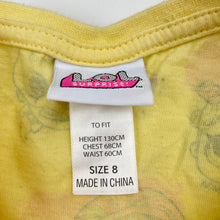 L.O.L.
SURPRISE!
TO FIT
HEIGHT 130CM
CHEST 68CM
WAIST 60CM
SIZE 8
MADE IN CHINA